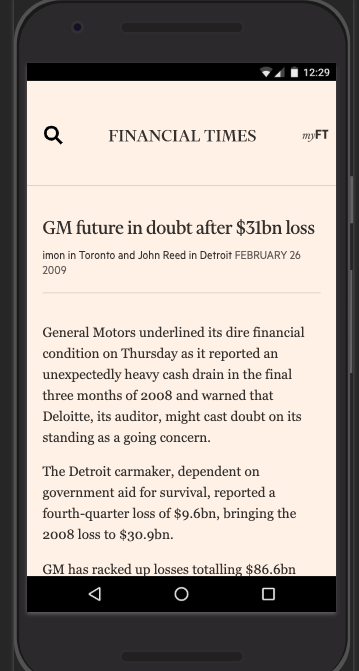 12:29
FINANCIAL TIMES
myFT
GM future in doubt after $31bn loss
imon in Toronto and John Reed in Detroit FEBRUARY 26
2009
General Motors underlined its dire financial
condition on Thursday as it reported an
unexpectedly heavy cash drain in the final
three months of 2008 and warned that
Deloitte, its auditor, might cast doubt on its
standing as a going concern.
The Detroit carmaker, dependent on
government aid for survival, reported a
fourth-quarter loss of $9.6bn, bringing the
2008 loss to $30.9bn.
GM has racked up losses totalling $86.6bn